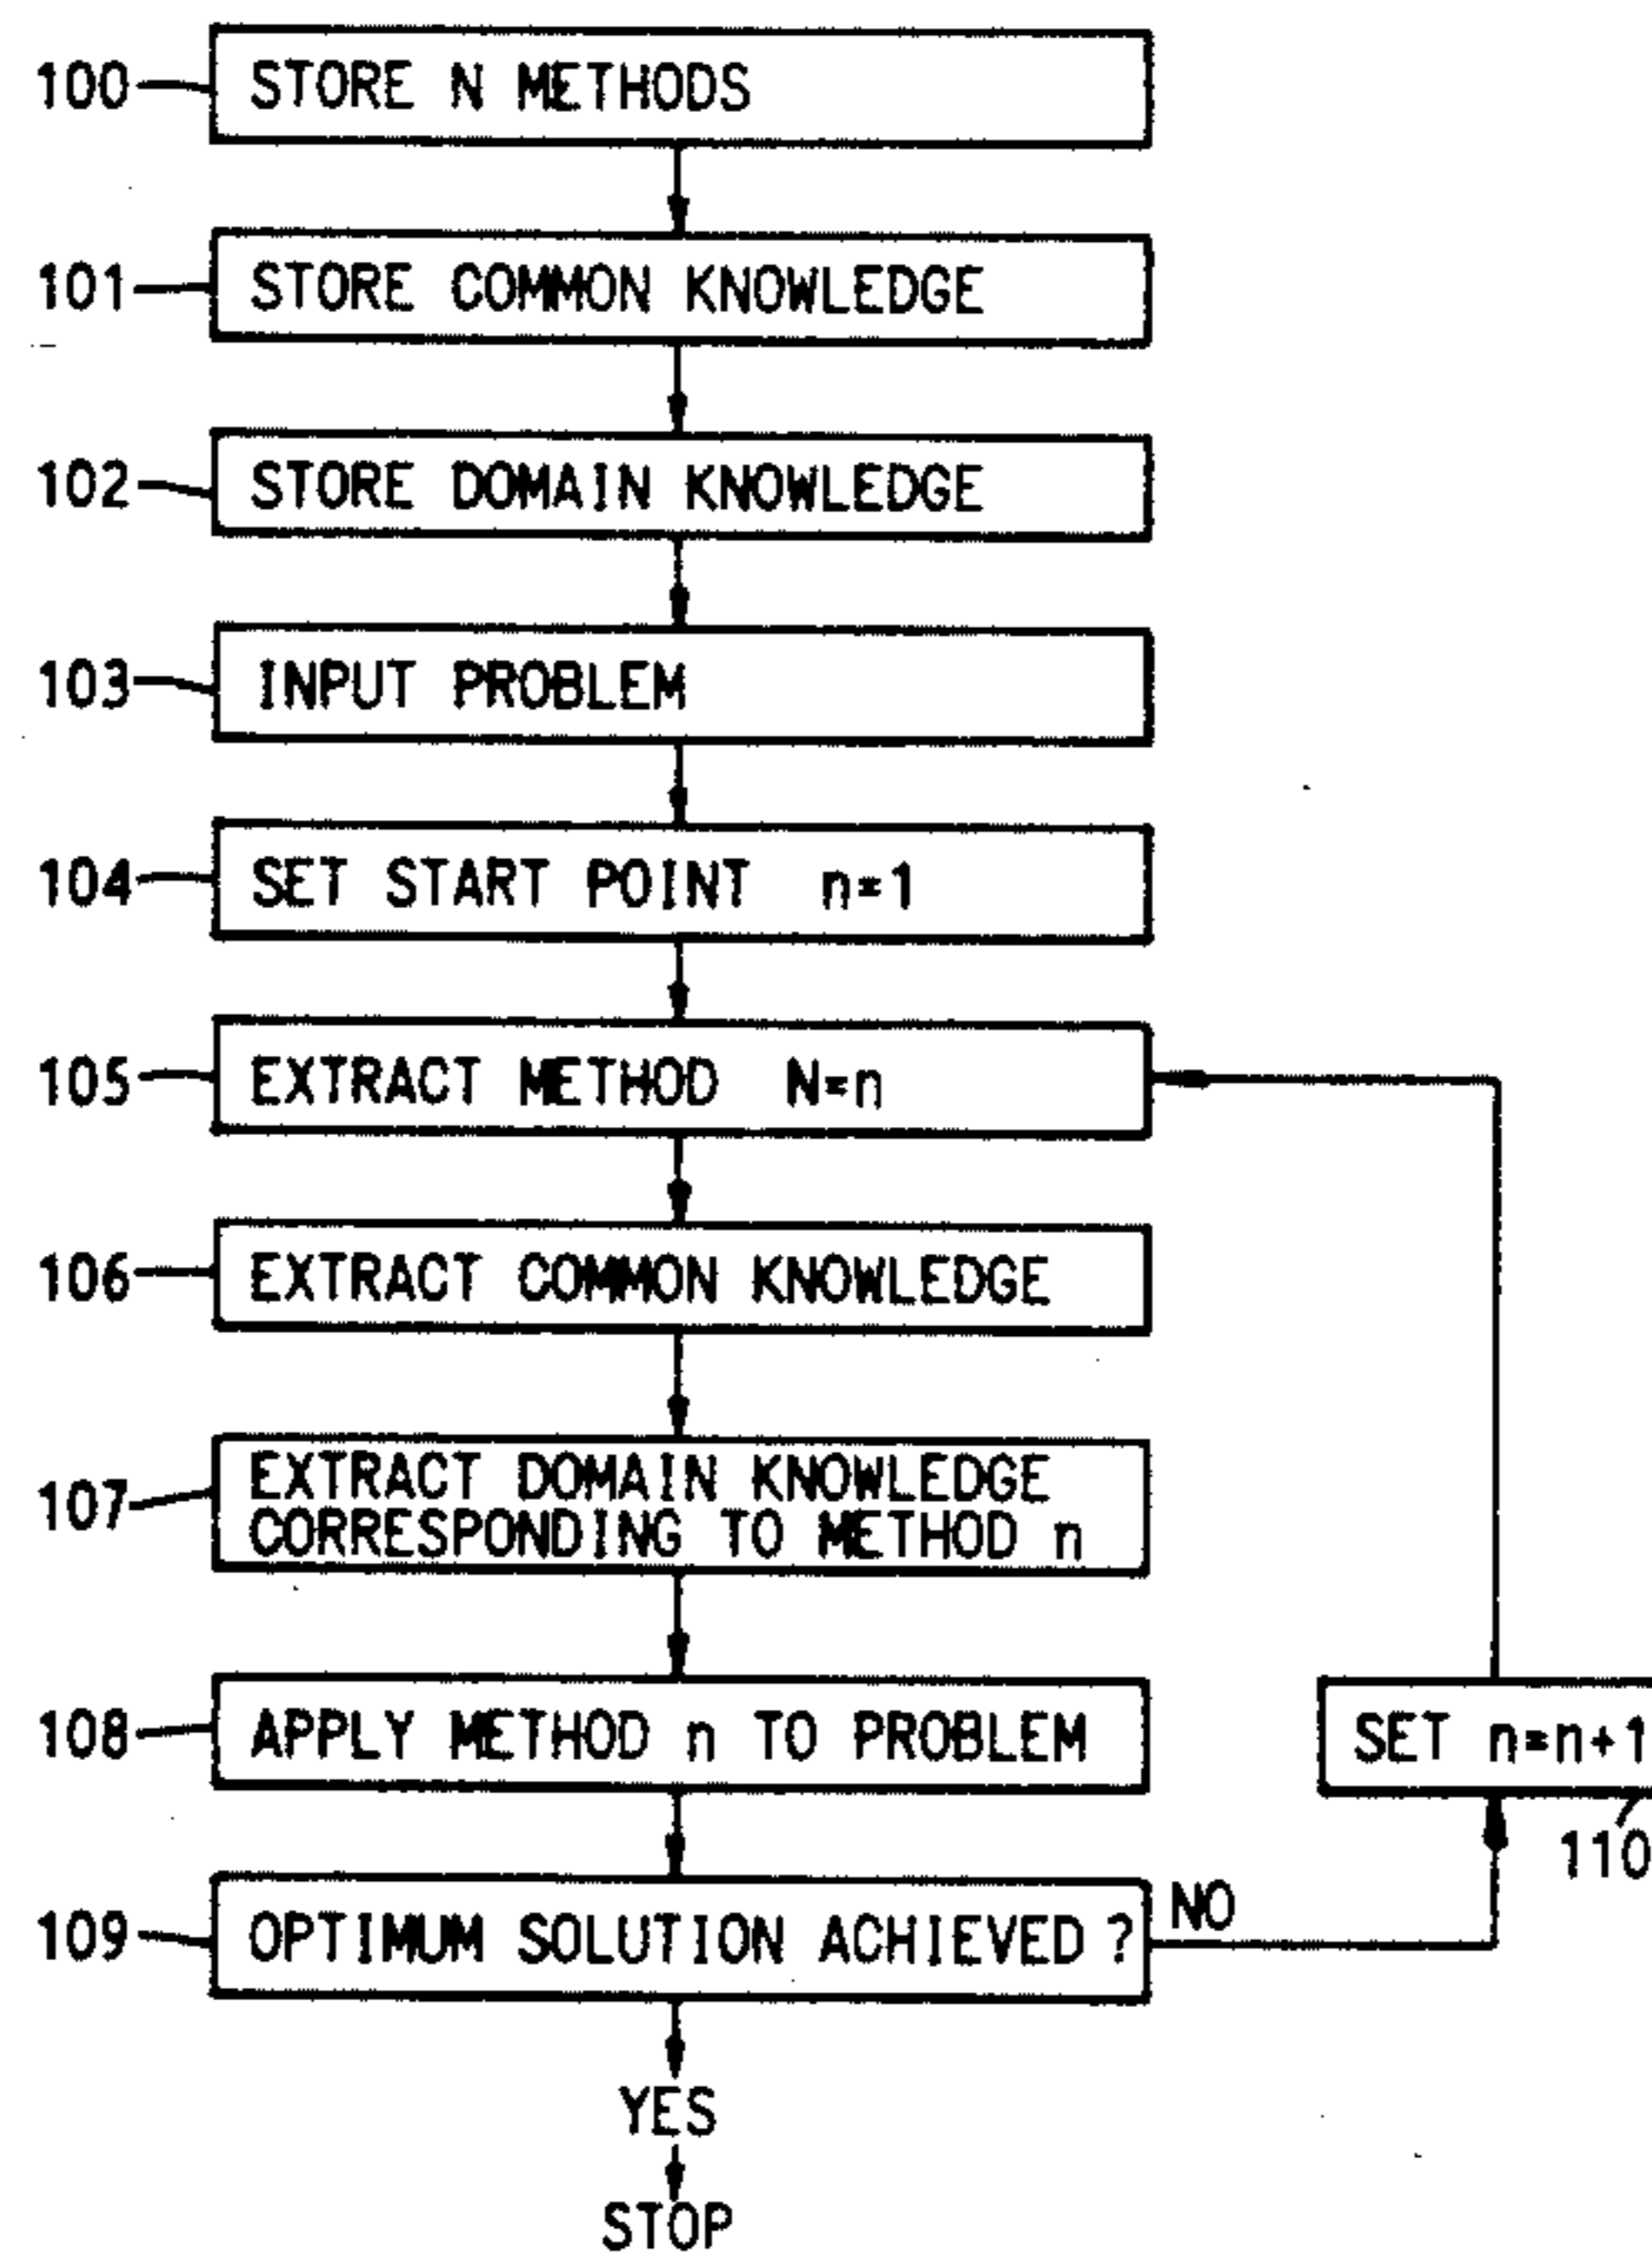 100 STORE N METHODS
101 STORE COMMON KNOWLEDGE
102 STORE DOMAIN KNOWLEDGE
103 INPUT PROBLEM
104 SET START POINT n=1
105 EXTRACT METHOD N=n
106 EXTRACT COMMON KNOWLEDGE
107 EXTRACT DOMAIN KNOWLEDGE
CORRESPONDING TO METHOD n
108 APPLY METHOD n TO PROBLEM
SET n=n+1
110
109 OPTIMUM SOLUTION ACHIEVED ? NO
YES
STOP